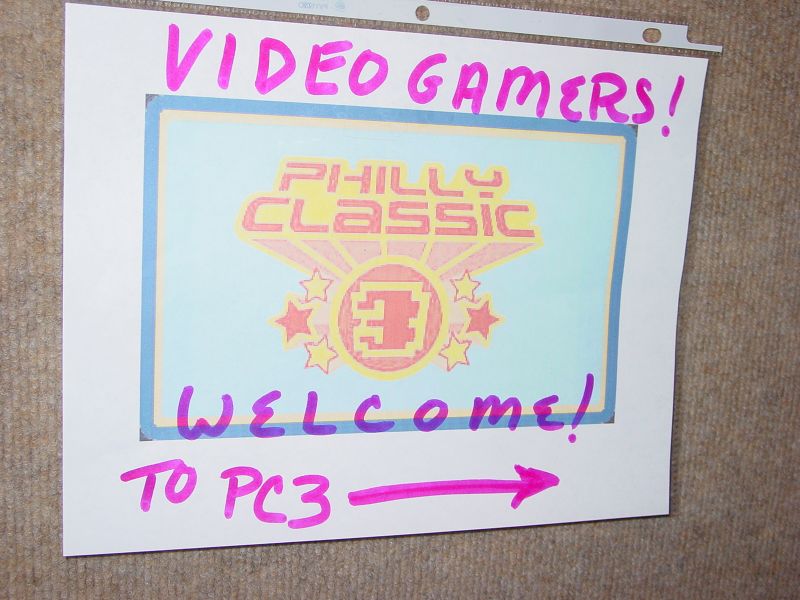 VIDEO GAMERS!
PHILLY
CLASSIC
3
WELCOME!
TO PC3